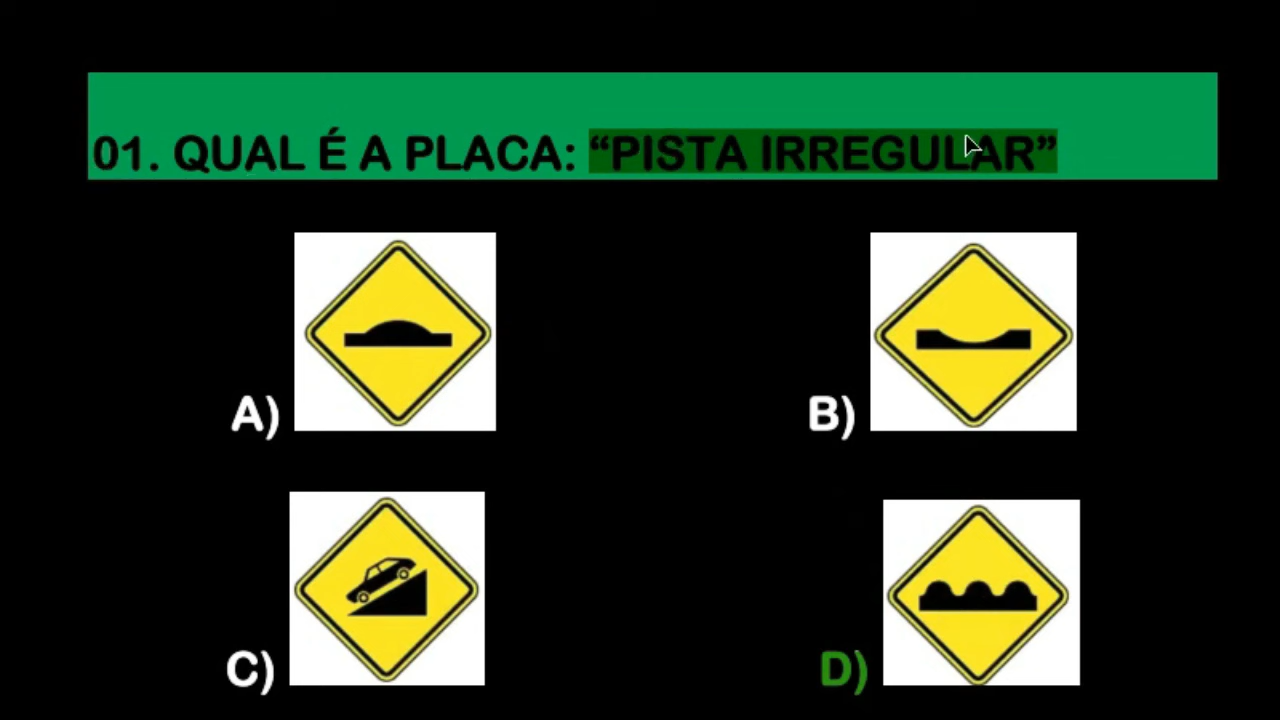 01. QUAL É A PLACA: “PISTA IRREGULAR”
A)
B)
C)
D)